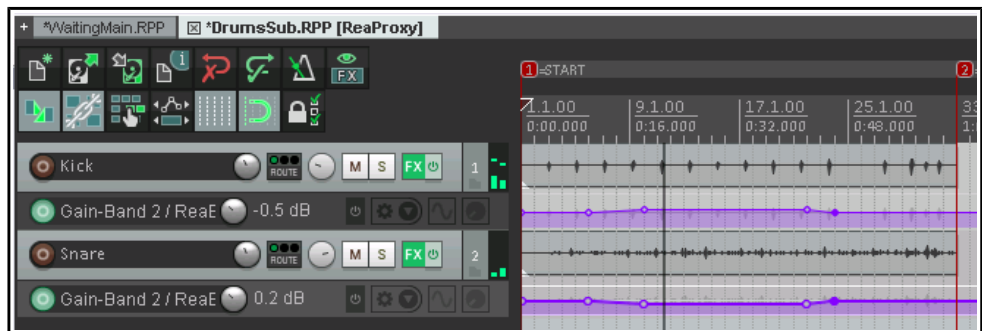 + *WaitingMain.RPP *DrumsSub.RPP [ReaProxy]
FX
1 =START 2
1.1.00 9.1.00 17.1.00 25.1.00 33
0:00.000 0:16.000 0:32.000 0:48.000 1:
Kick ROUTE M S FX 1
Gain-Band 2 / ReaE -0.5 dB
Snare ROUTE M S FX 2
Gain-Band 2 / ReaE 0.2 dB